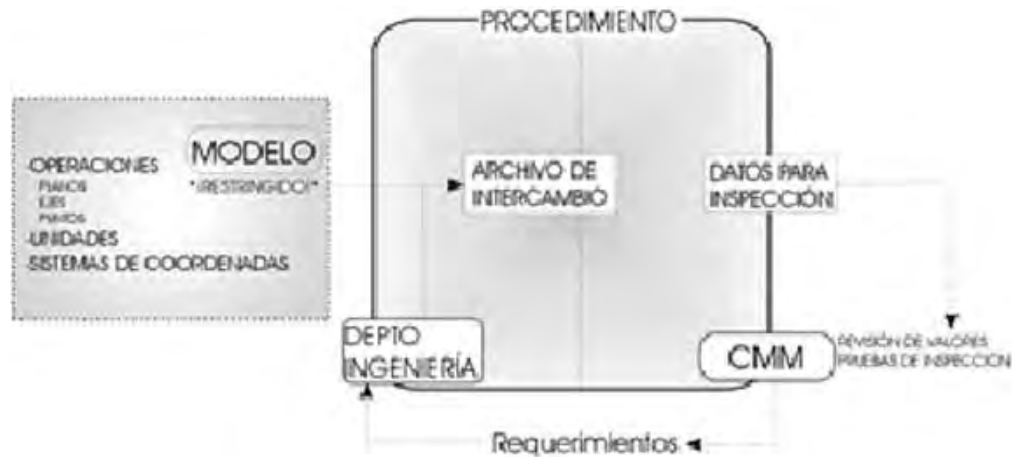 PROCEDIMIENTO
MODELO
*¡RESTRINGIDO!*
-OPERACIONES
PLANOS
EJES
PUNTOS
-UNIDADES
-SISTEMAS DE COORDENADAS
ARCHIVO DE
INTERCAMBIO
DATOS PARA
INSPECCIÓN
DEPTO
INGENIERÍA
CMM
REVISIÓN DE VALORES
PRUEBAS DE INSPECCION
Requerimientos